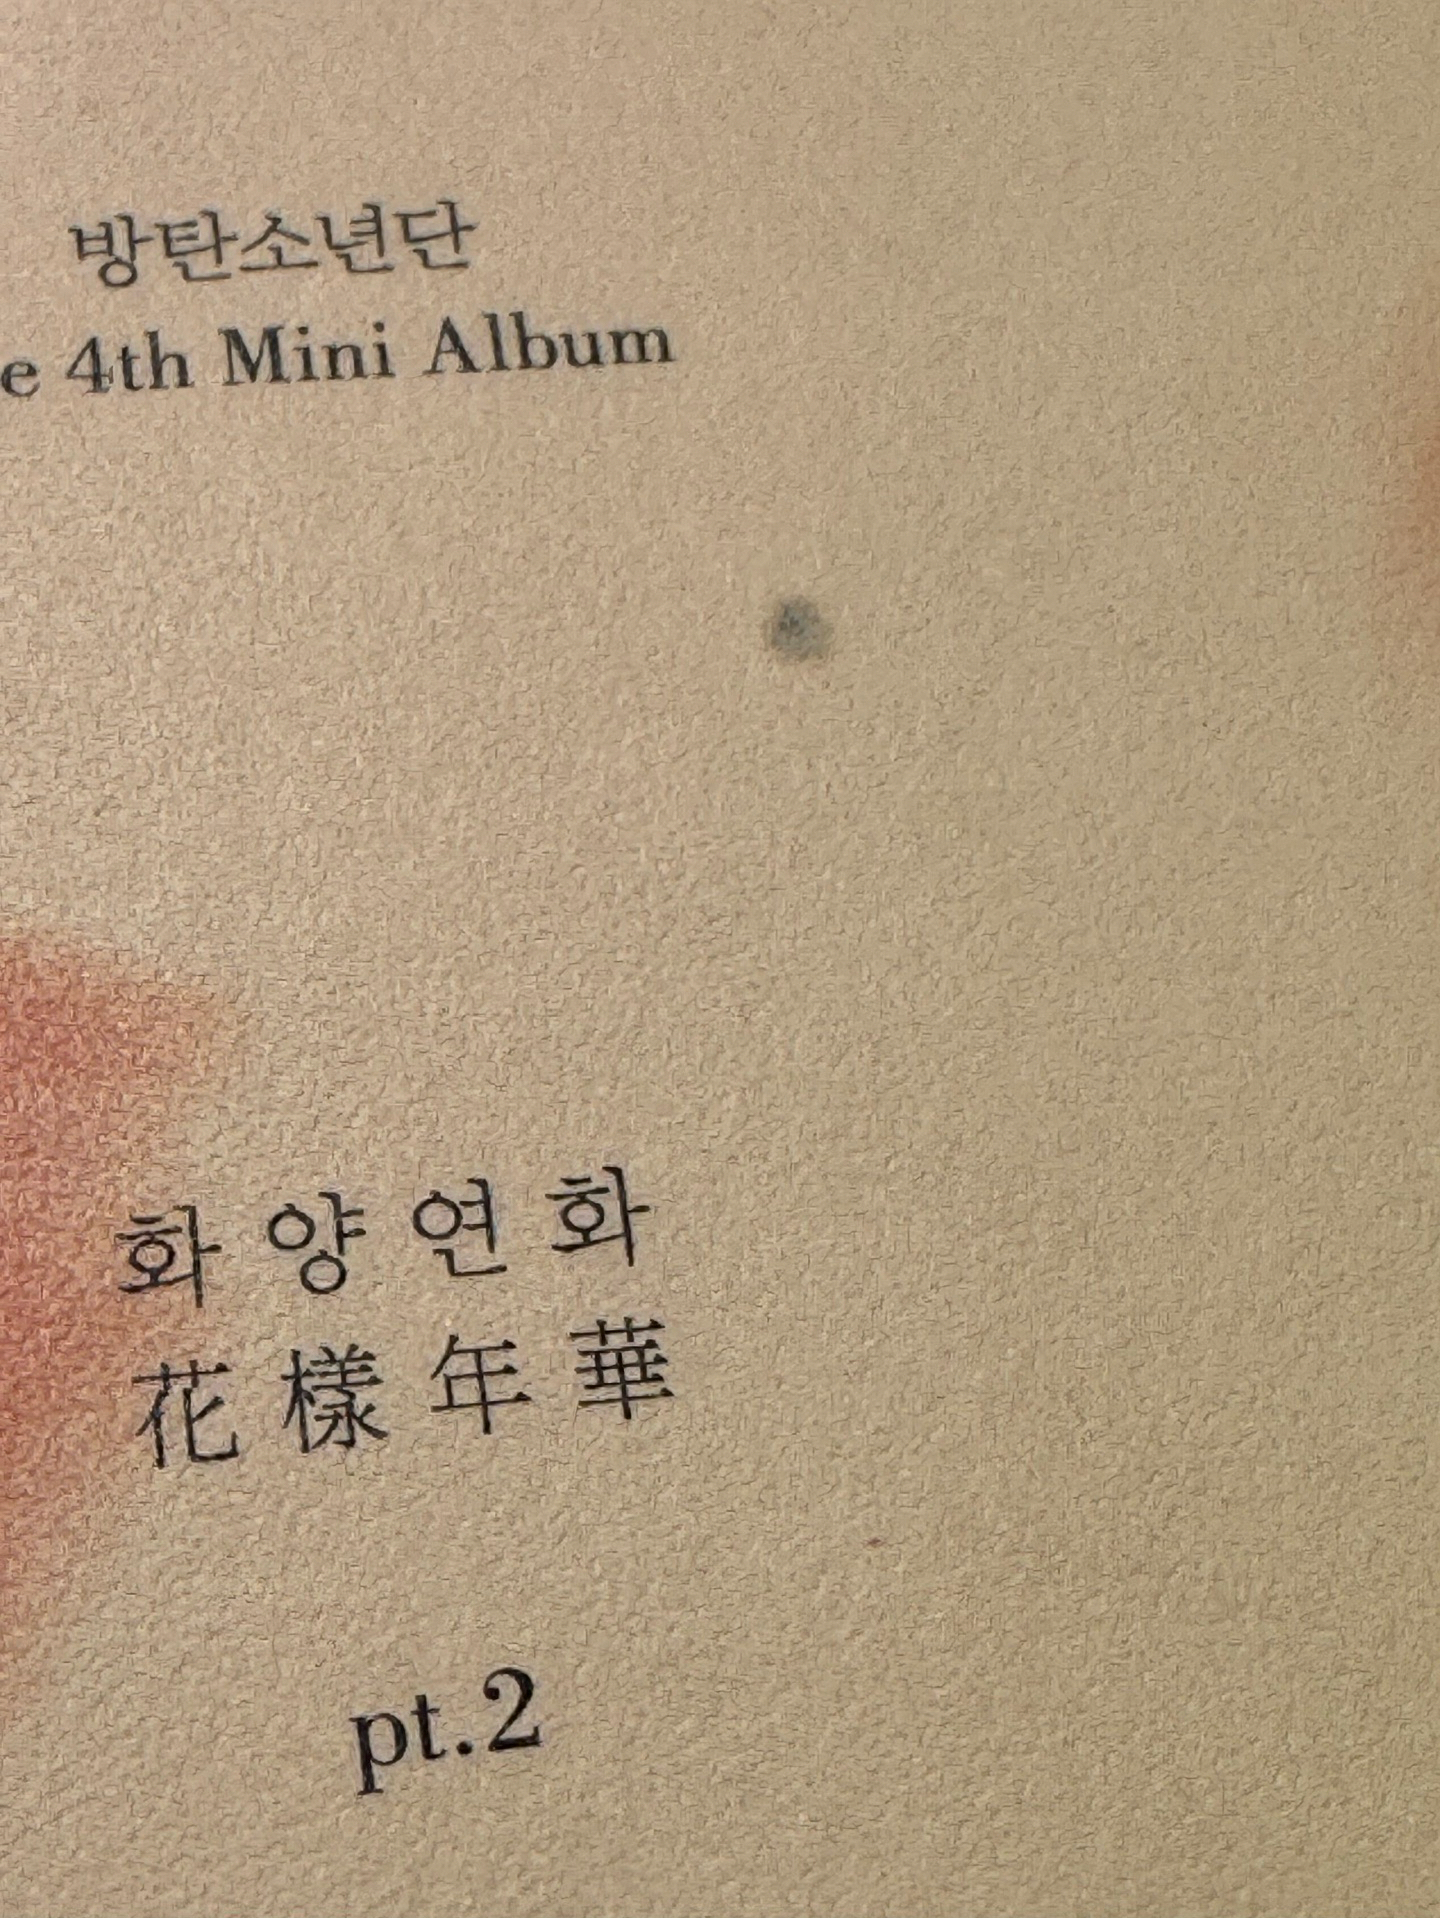 방탄소년단
e 4th Mini Album
화 양 연 화
花 樣 年 華
pt.2